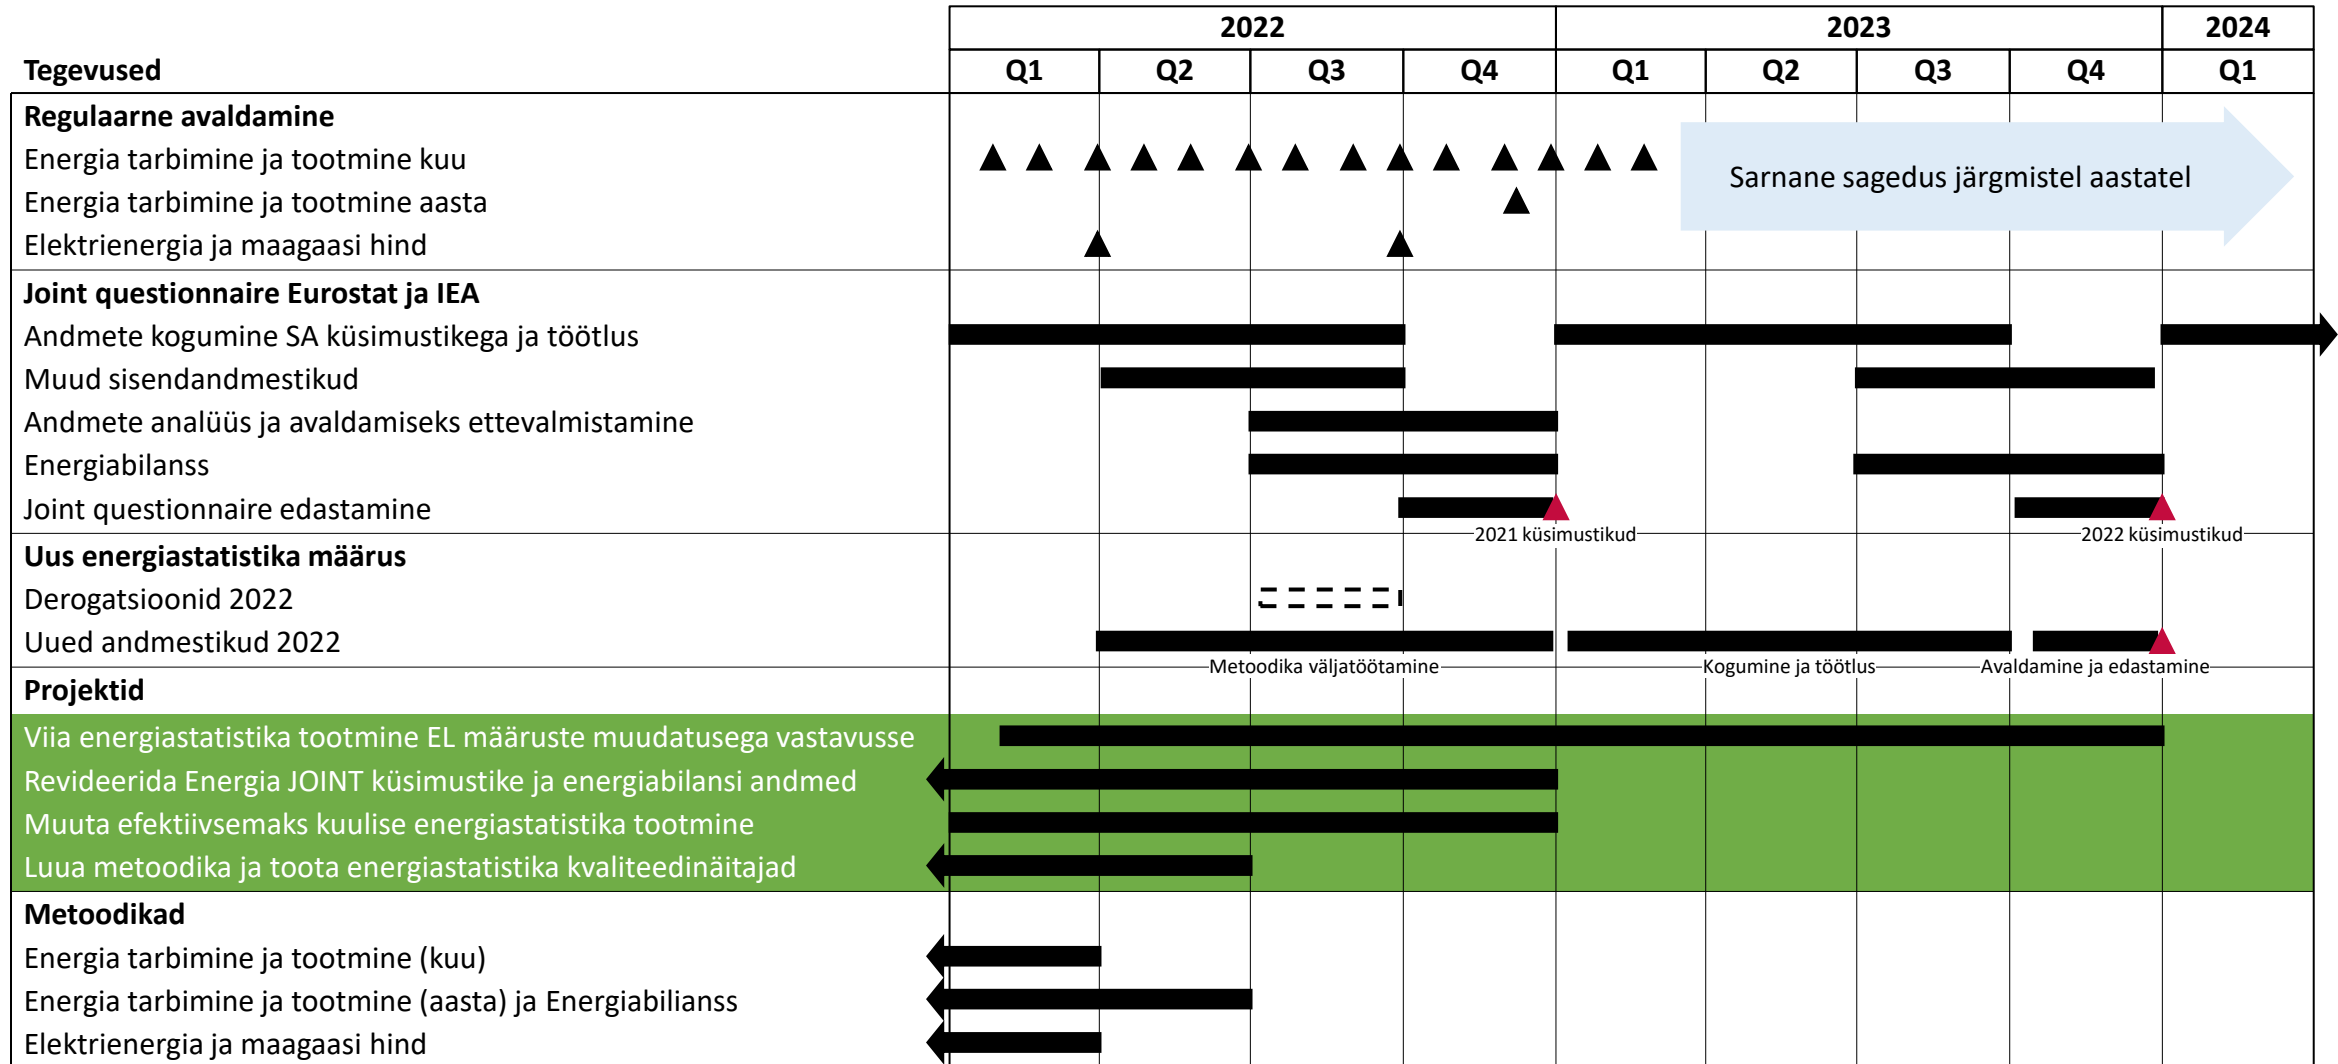 2022 2023 2024
Tegevused Q1 Q2 Q3 Q4 Q1 Q2 Q3 Q4 Q1
Regulaarne avaldamine
Energia tarbimine ja tootmine kuu
Sarnane sagedus järgmistel aastatel
Energia tarbimine ja tootmine aasta
Elektrienergia ja maagaasi hind
Joint questionnaire Eurostat ja IEA
Andmete kogumine SA küsimustikega ja töötlus
Muud sisendandmestikud
Andmete analüüs ja avaldamiseks ettevalmistamine
Energiabilanss
Joint questionnaire edastamine
2021 küsimustikud 2022 küsimustikud
Uus energiastatistika määrus
Derogatsioonid 2022
Uued andmestikud 2022
Metoodika väljatöötamine Kogumine ja töötlus Avaldamine ja edastamine
Projektid
Viia energiastatistika tootmine EL määruste muudatusega vastavusse
Revideerida Energia JOINT küsimustike ja energiabilansi andmed
Muuta efektiivsemaks kuulise energiastatistika tootmine
Luua metoodika ja toota energiastatistika kvaliteedinäitajad
Metoodikad
Energia tarbimine ja tootmine (kuu)
Energia tarbimine ja tootmine (aasta) ja Energiabilianss
Elektrienergia ja maagaasi hind